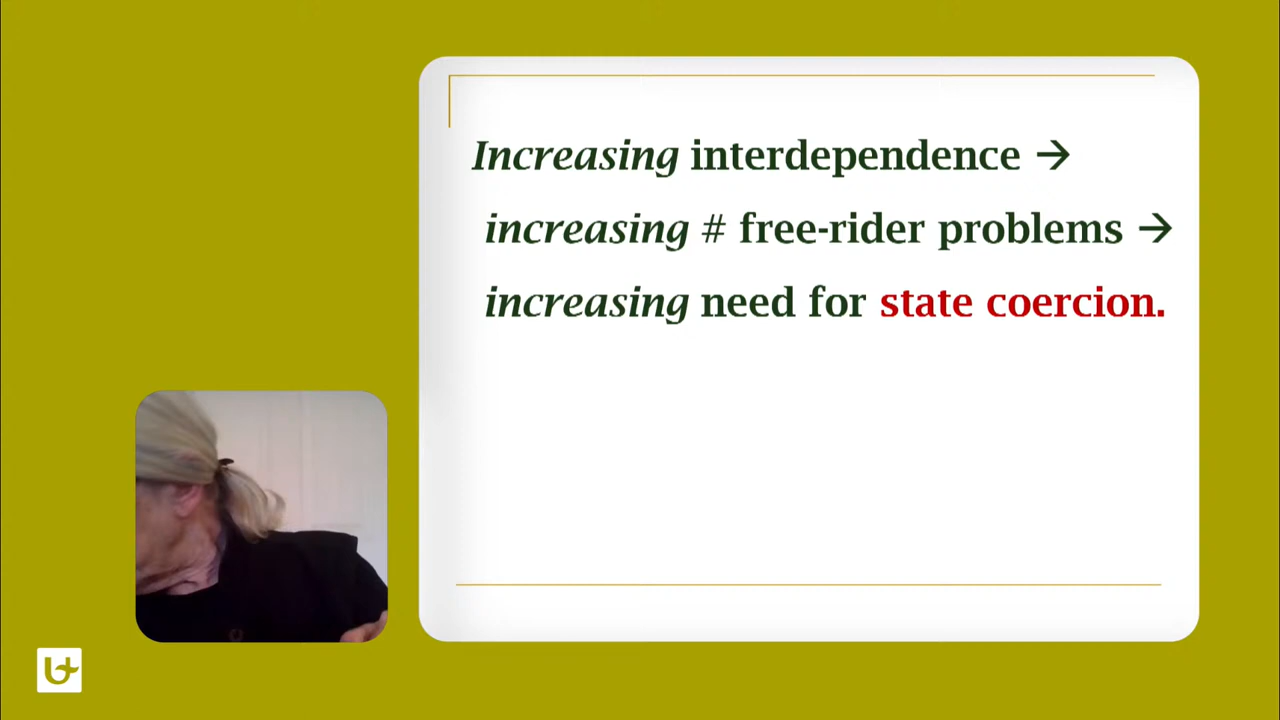 Increasing interdependence →
increasing # free-rider problems →
increasing need for state coercion.